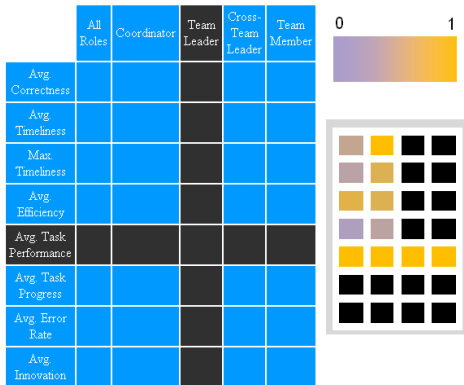 All Roles
Coordinator
Team Leader
Cross-Team Leader
Team Member
Avg. Correctness
Avg. Timeliness
Max. Timeliness
Avg. Efficiency
Avg. Task Performance
Avg. Task Progress
Avg. Error Rate
Avg. Innovation
0 1